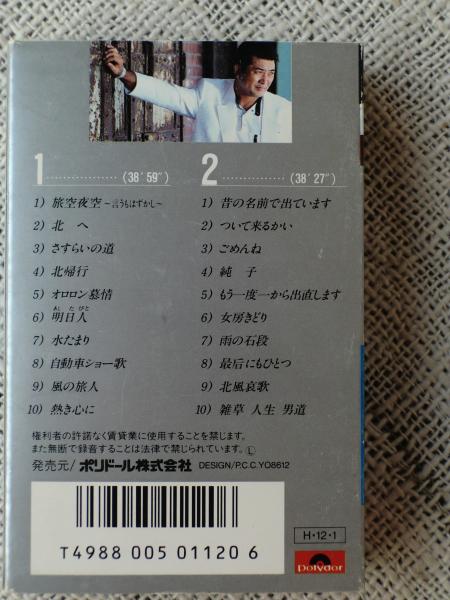 1 (38′59″)
1) 旅空夜空~言うもはずかし~
2) 北へ
3) さすらいの道
4) 北帰行
5) オロロン慕情
6) 明日人
あしたびと
7) 水たまり
8) 自動車ショー歌
9) 風の旅人
10) 熱き心に
2 (38′27″)
1) 昔の名前で出ています
2) ついて来るかい
3) ごめんね
4) 純子
5) もう一度一から出直します
6) 女房きどり
7) 雨の石段
8) 最后にもひとつ
9) 北風哀歌
10) 雑草 人生 男道
権利者の許諾なく賃貸業に使用することを禁じます。
また無断で録音することは法律で禁じられています。Ⓛ
発売元/ポリドール株式会社 DESIGN/P.C.C.YO8612
T4988 005 01120 6
H・12・1
Polydor